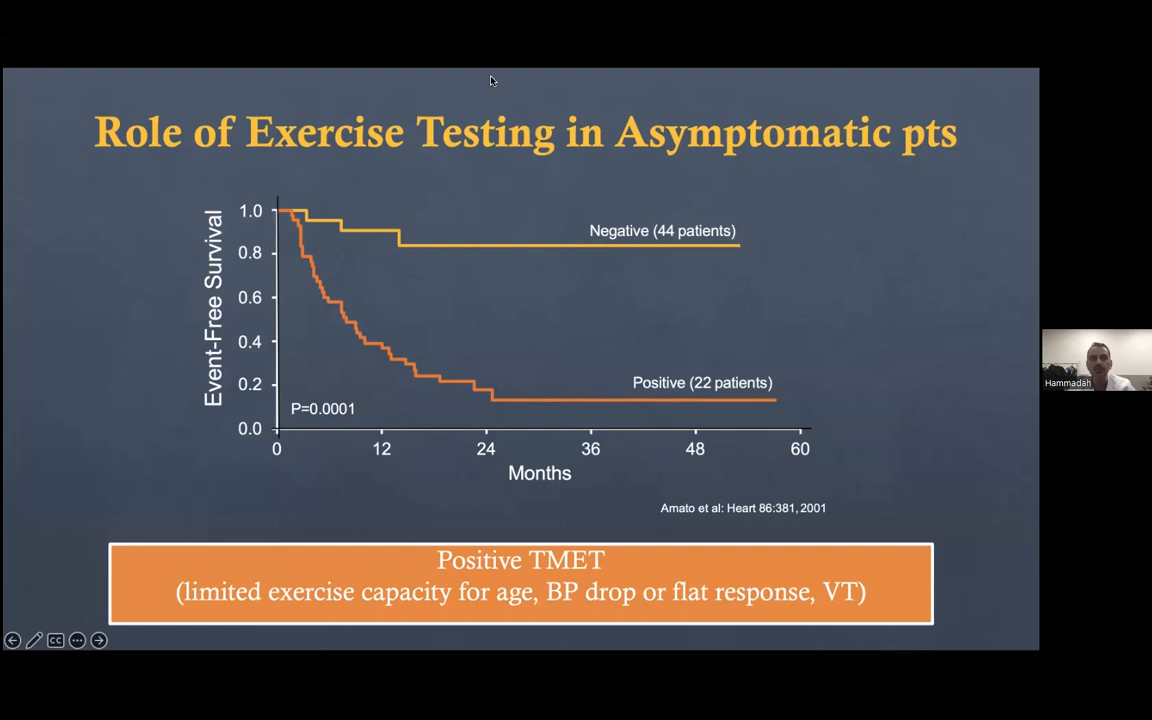 Role of Exercise Testing in Asymptomatic pts
Event-Free Survival
1.0
0.8
0.6
0.4
0.2
0.0
Negative (44 patients)
Positive (22 patients)
P=0.0001
0 12 24 36 48 60
Months
Amato et al: Heart 86:381, 2001
Positive TMET
(limited exercise capacity for age, BP drop or flat response, VT)
CC
Hammadah